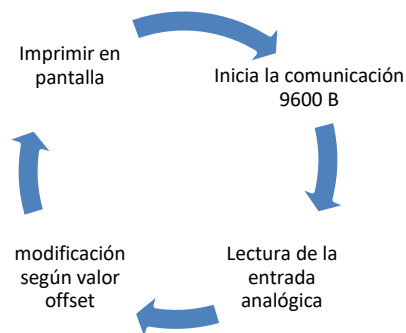 Imprimir en
pantalla
Inicia la comunicación
9600 B
Lectura de la
entrada
analógica
modificación
según valor
offset